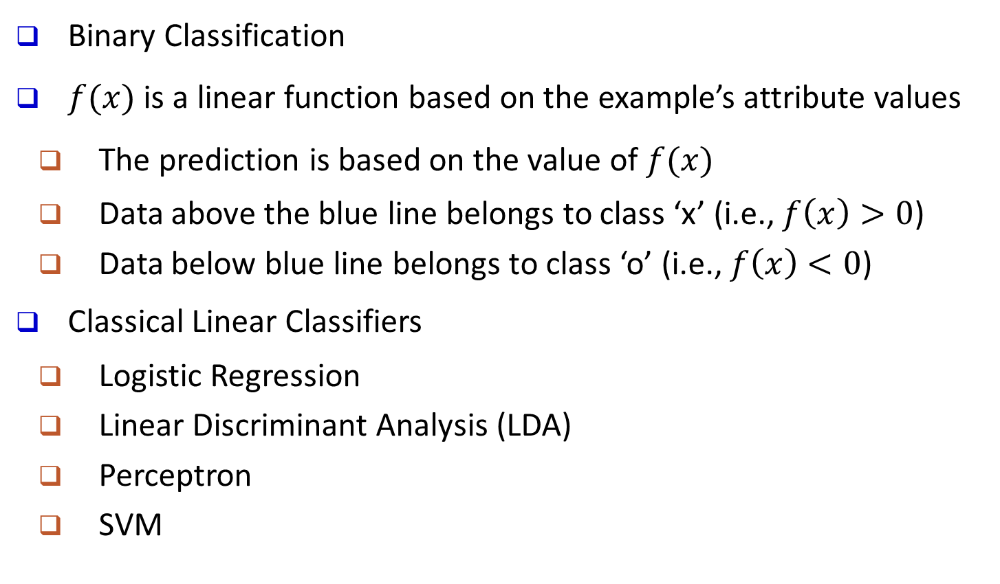 Binary Classification
f(x) is a linear function based on the example’s attribute values
The prediction is based on the value of f(x)
Data above the blue line belongs to class ‘x’ (i.e., f(x) > 0)
Data below blue line belongs to class ‘o’ (i.e., f(x) < 0)
Classical Linear Classifiers
Logistic Regression
Linear Discriminant Analysis (LDA)
Perceptron
SVM